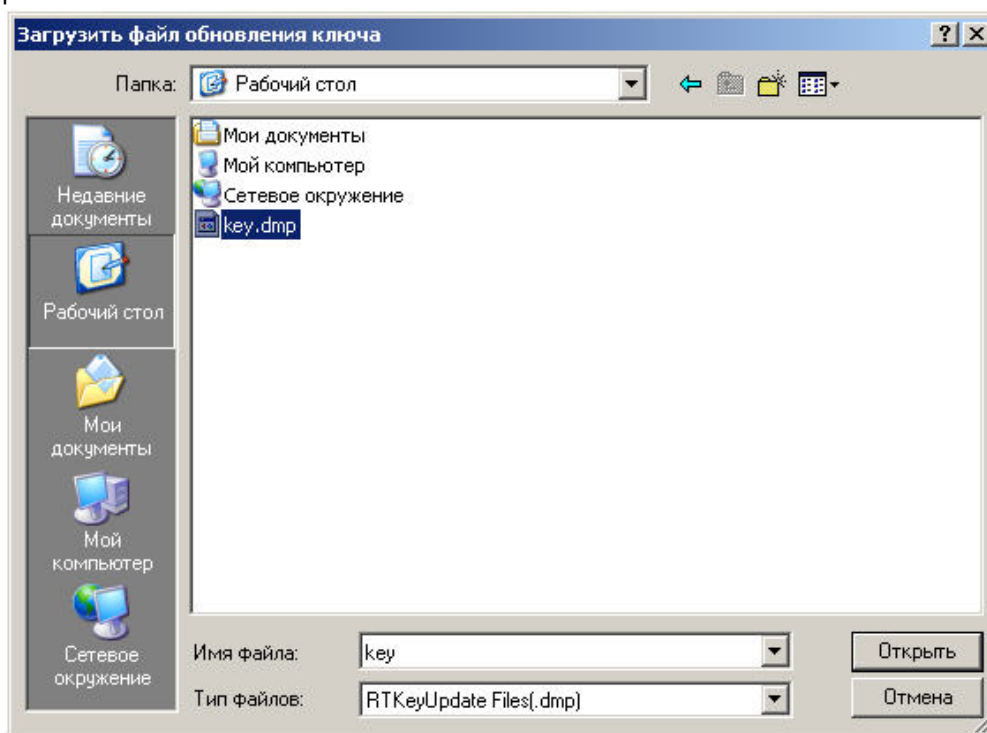 Загрузить файл обновления ключа
Папка: Рабочий стол
Недавние
документы
Рабочий стол
Мои
документы
Мой
компьютер
Сетевое
окружение
Мои документы
Мой компьютер
Сетевое окружение
key.dmp
Имя файла: key Открыть
Тип файлов: RTKeyUpdate Files(.dmp) Отмена